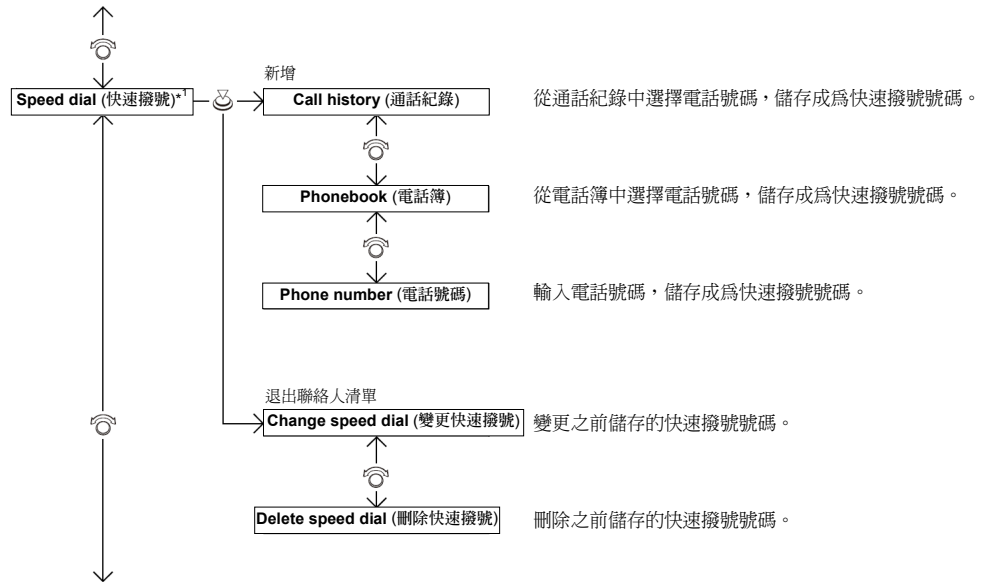 新增
Speed dial (快速撥號)*1
Call history (通話紀錄)
從通話紀錄中選擇電話號碼，儲存成爲快速撥號號碼。
Phonebook (電話簿)
從電話簿中選擇電話號碼，儲存成爲快速撥號號碼。
Phone number (電話號碼)
輸入電話號碼，儲存成爲快速撥號號碼。
退出聯絡人清單
Change speed dial (變更快速撥號)
變更之前儲存的快速撥號號碼。
Delete speed dial (刪除快速撥號)
刪除之前儲存的快速撥號號碼。